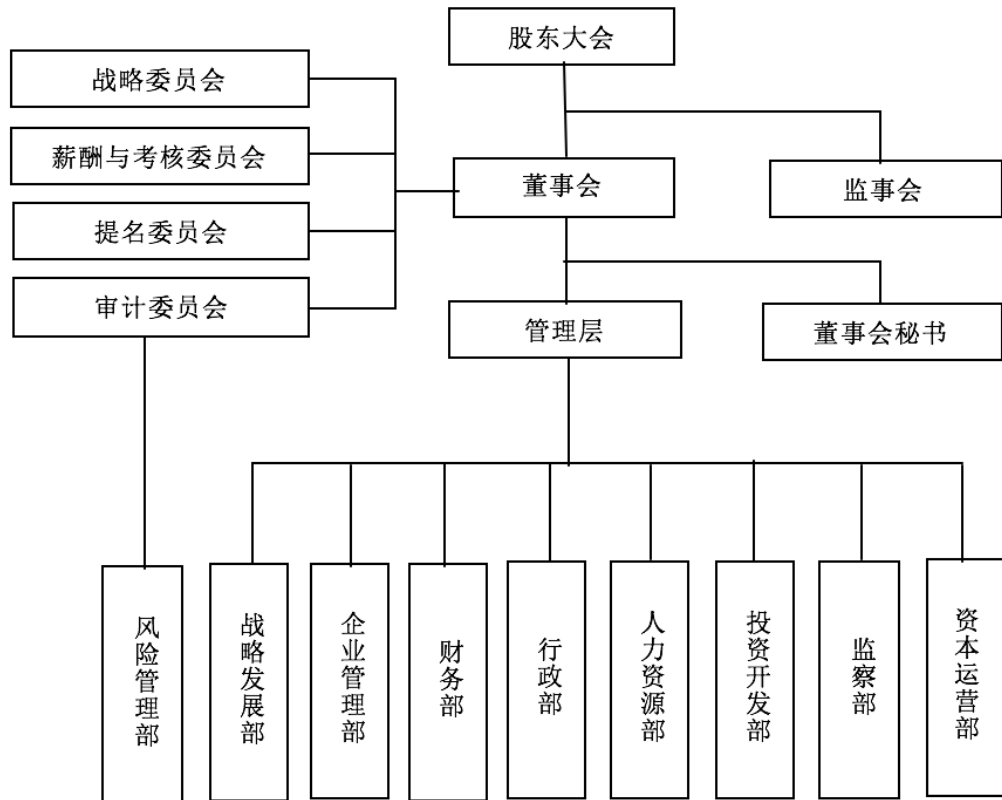 股东大会
战略委员会
薪酬与考核委员会
董事会
监事会
提名委员会
审计委员会
管理层
董事会秘书
风险管理部
战略发展部
企业管理部
财务部
行政部
人力资源部
投资开发部
监察部
资本运营部